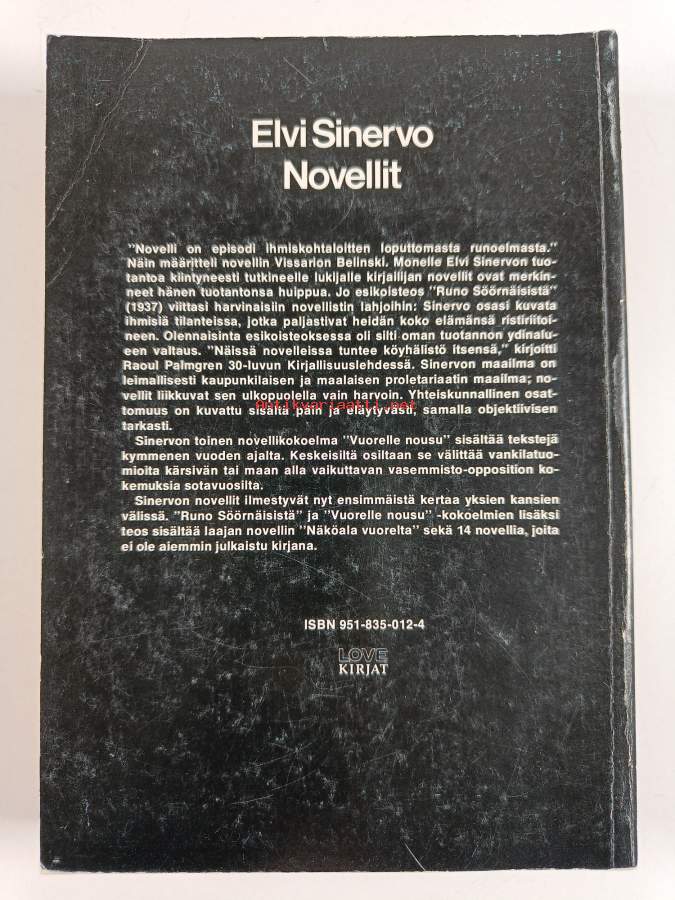 Elvi Sinervo
Novellit
"Novelli on episodi ihmiskohtaloitten loputtomasta runoelmasta."
Näin määritteli novellin Vissarion Belinski. Monelle Elvi Sinervon tuo-
tantoa kiintyneesti tutkineelle lukijalle kirjailijan novellit ovat merkin-
neet hänen tuotantonsa huippua. Jo esikoisteos "Runo Söörnäisistä"
(1937) viittasi harvinaisiin novellistin lahjoihin: Sinervo osasi kuvata
ihmisiä tilanteissa, jotka paljastivat heidän koko elämänsä ristiriitoi-
neen. Olennaisinta esikoisteoksessa oli silti oman tuotannon ydinalu-
een valtaus. "Näissä novelleissa tuntee köyhälistö itsensä," kirjoitti
Raoul Palmgren 30-luvun Kirjallisuuslehdessä. Sinervon maailma on
leimallisesti kaupunkilaisen ja maalaisen proletariaatin maailma; no-
vellit liikkuvat sen ulkopuolella vain harvoin. Yhteiskunnallinen osat-
tomuus on kuvattu sisältä päin ja eläytyvästi, samalla objektiivisen
tarkasti.
Sinervon toinen novellikokoelma "Vuorelle nousu" sisältää tekstejä
kymmenen vuoden ajalta. Keskeisiltä osiltaan se välittää vankilatuo-
mioita kärsivän tai maan alla vaikuttavan vasemmisto-opposition ko-
kemuksia sotavuosilta.
Sinervon novellit ilmestyvät nyt ensimmäistä kertaa yksien kansien
välissä. "Runo Söörnäisistä" ja "Vuorelle nousu" -kokoelmien lisäksi
teos sisältää laajan novellin "Näköala vuorelta" sekä 14 novellia, joita
ei ole aiemmin julkaistu kirjana.
antikvariaatti.net
ISBN 951-835-012-4
LOVE
KIRJAT